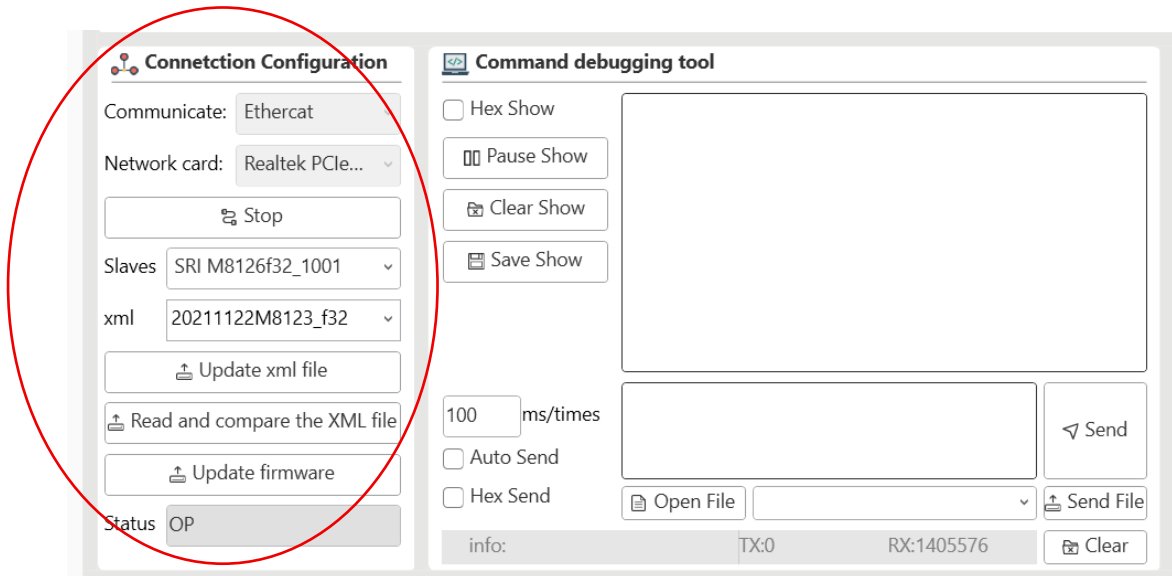 Connetction Configuration
Communicate: Ethercat
Network card: Realtek PCIe...
Stop
Slaves SRI M8126f32_1001
xml 20211122M8123_f32
Update xml file
Read and compare the XML file
Update firmware
Status OP
Command debugging tool
Hex Show
Pause Show
Clear Show
Save Show
100 ms/times
Auto Send
Hex Send
Send
Open File
Send File
info: TX:0 RX:1405576
Clear